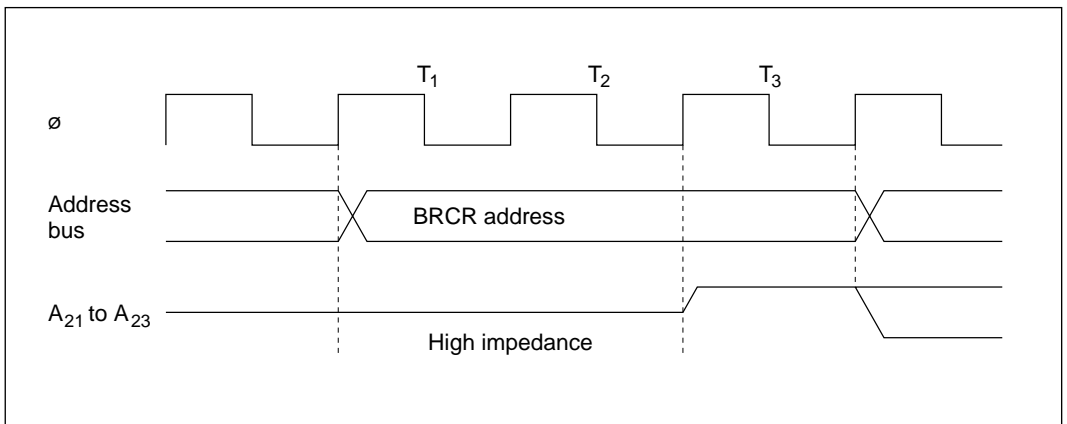 T1 T2 T3
ø
Address
bus
BRCR address
A21 to A23
High impedance